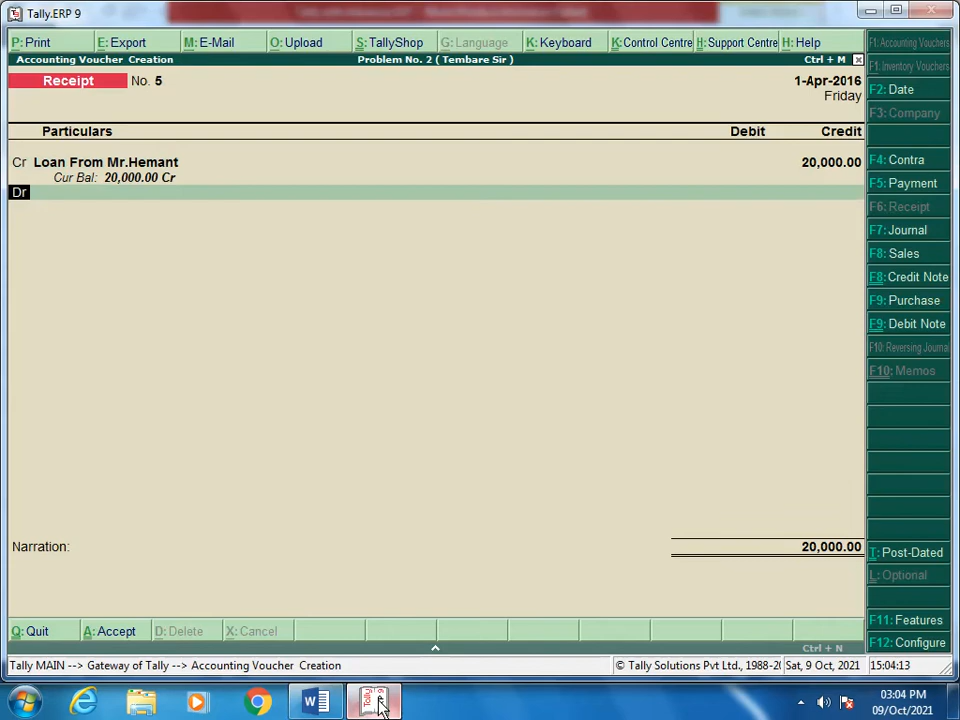 Tally.ERP 9
P: Print E: Export M: E-Mail O: Upload S: TallyShop G: Language K: Keyboard K: Control Centre H: Support Centre H: Help
Accounting Voucher Creation Problem No. 2 ( Tembare Sir ) Ctrl + M
Receipt No. 5 1-Apr-2016
Friday
Particulars Debit Credit
Cr Loan From Mr.Hemant 20,000.00
Cur Bal: 20,000.00 Cr
Dr
Narration: 20,000.00
F1: Accounting Vouchers
F1: Inventory Vouchers
F2: Date
F3: Company
F4: Contra
F5: Payment
F6: Receipt
F7: Journal
F8: Sales
F8: Credit Note
F9: Purchase
F9: Debit Note
F10: Reversing Journal
F10: Memos
T: Post-Dated
L: Optional
F11: Features
F12: Configure
Q: Quit A: Accept D: Delete X: Cancel
Ctrl + N
Tally MAIN --> Gateway of Tally --> Accounting Voucher Creation © Tally Solutions Pvt Ltd., 1988-20 Sat, 9 Oct, 2021 15:04:13
03:04 PM
09/Oct/2021